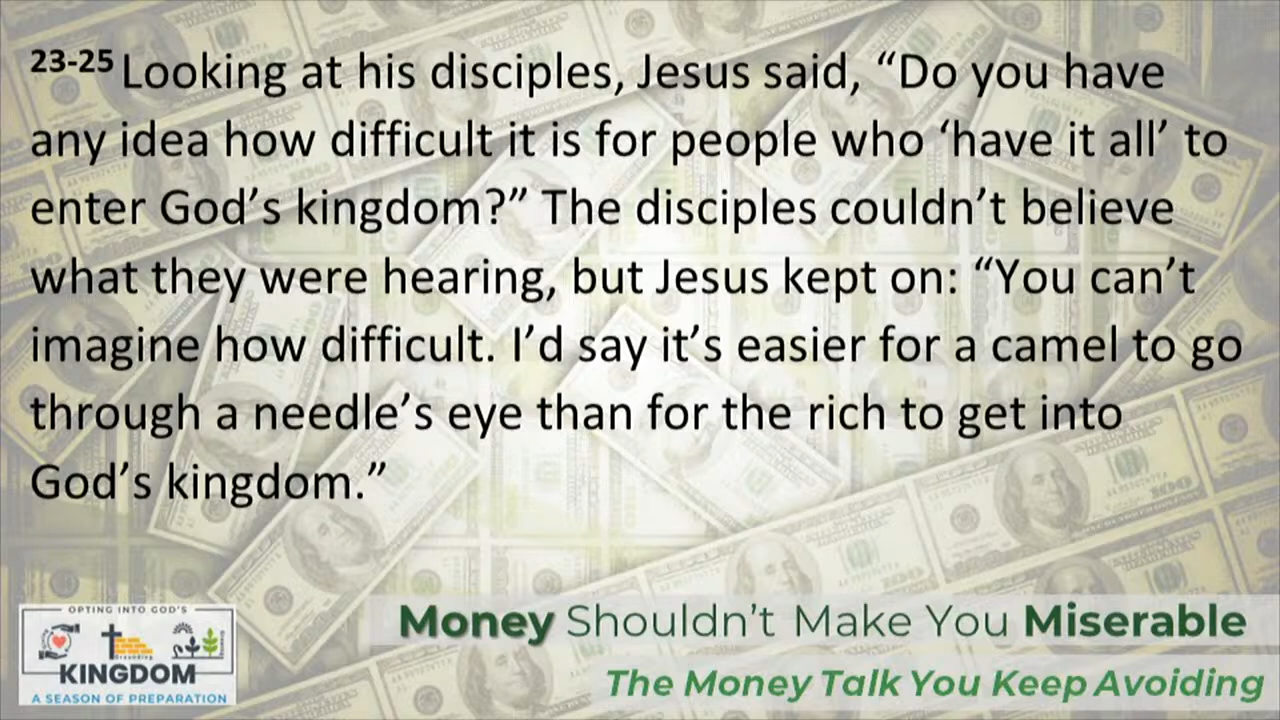 23-25 Looking at his disciples, Jesus said, “Do you have
any idea how difficult it is for people who ‘have it all’ to
enter God’s kingdom?” The disciples couldn’t believe
what they were hearing, but Jesus kept on: “You can’t
imagine how difficult. I’d say it’s easier for a camel to go
through a needle’s eye than for the rich to get into
God’s kingdom.”
OPTING INTO GOD’S
KINGDOM
A SEASON OF PREPARATION
Money Shouldn’t Make You Miserable
The Money Talk You Keep Avoiding